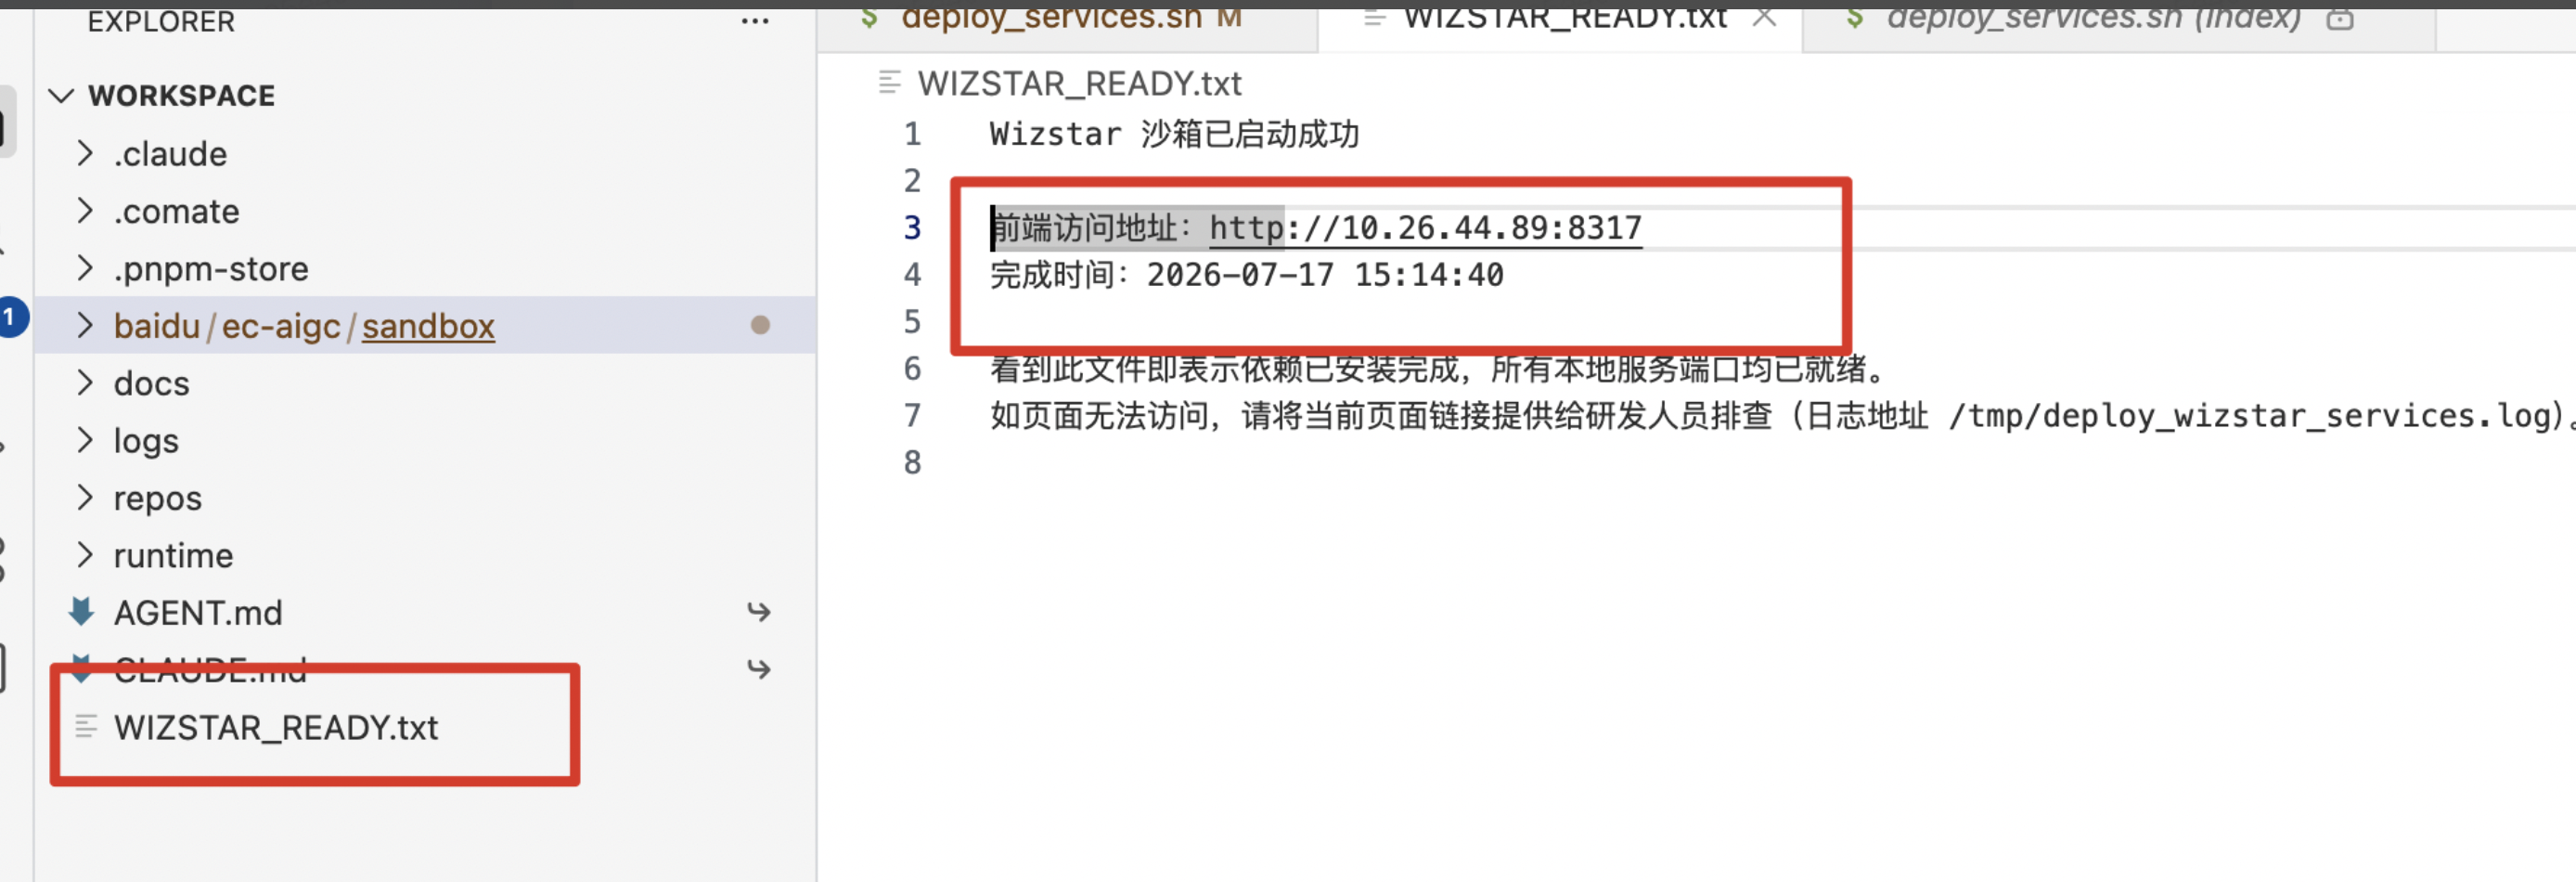 EXPLORER
WORKSPACE
.claude
.comate
.pnpm-store
1
baidu/ec-aigc/sandbox
docs
logs
repos
runtime
AGENT.md
CLAUDE.md
WIZSTAR_READY.txt
$ deploy_services.sh M
WIZSTAR_READY.txt
$ deploy_services.sh (Index)
WIZSTAR_READY.txt
1 Wizstar 沙箱已启动成功
2
3 前端访问地址：http://10.26.44.89:8317
4 完成时间：2026-07-17 15:14:40
5
6 看到此文件即表示依赖已安装完成，所有本地服务端口均已就绪。
7 如页面无法访问，请将当前页面链接提供给研发人员排查（日志地址 /tmp/deploy_wizstar_services.log）。
8